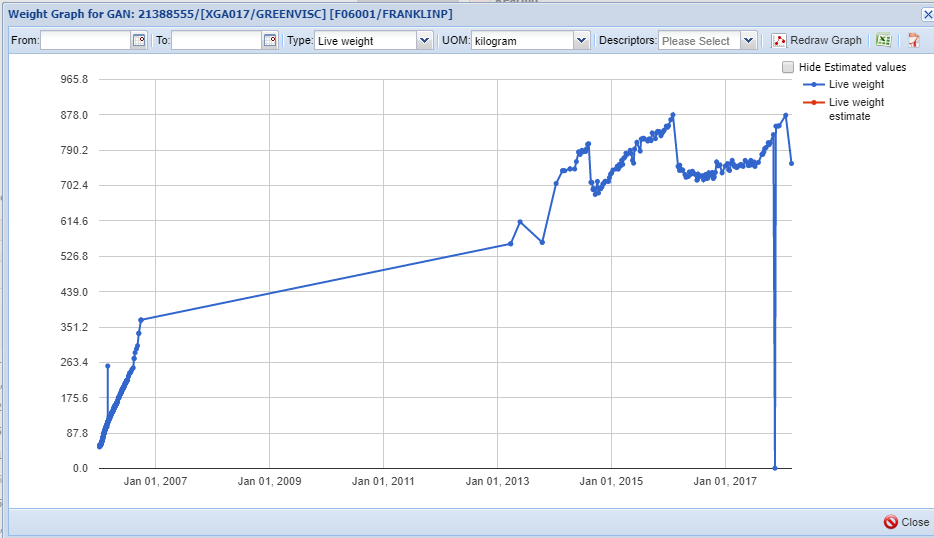 Weight Graph for GAN: 21388555/[XGA017/GREENVISC] [F06001/FRANKLINP]
From: To: Type: Live weight UOM: kilogram Descriptors: Please Select Redraw Graph
Hide Estimated values
Live weight
Live weight
estimate
965.8
878.0
790.2
702.4
614.6
526.8
439.0
351.2
263.4
175.6
87.8
0.0
Jan 01, 2007 Jan 01, 2009 Jan 01, 2011 Jan 01, 2013 Jan 01, 2015 Jan 01, 2017
Close